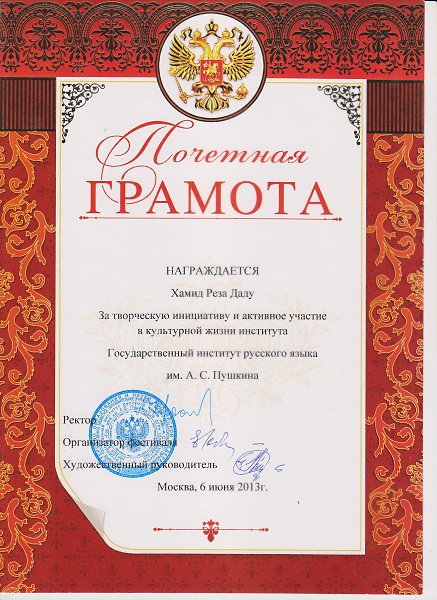 Почетная
ГРАМОТА
НАГРАЖДАЕТСЯ
Хамид Реза Даду
За творческую инициативу и активное участие
в культурной жизни института
Государственный институт русского языка
им. А. С. Пушкина
Ректор
Организатор фестиваля
Художественный руководитель
Москва, 6 июня 2013г.